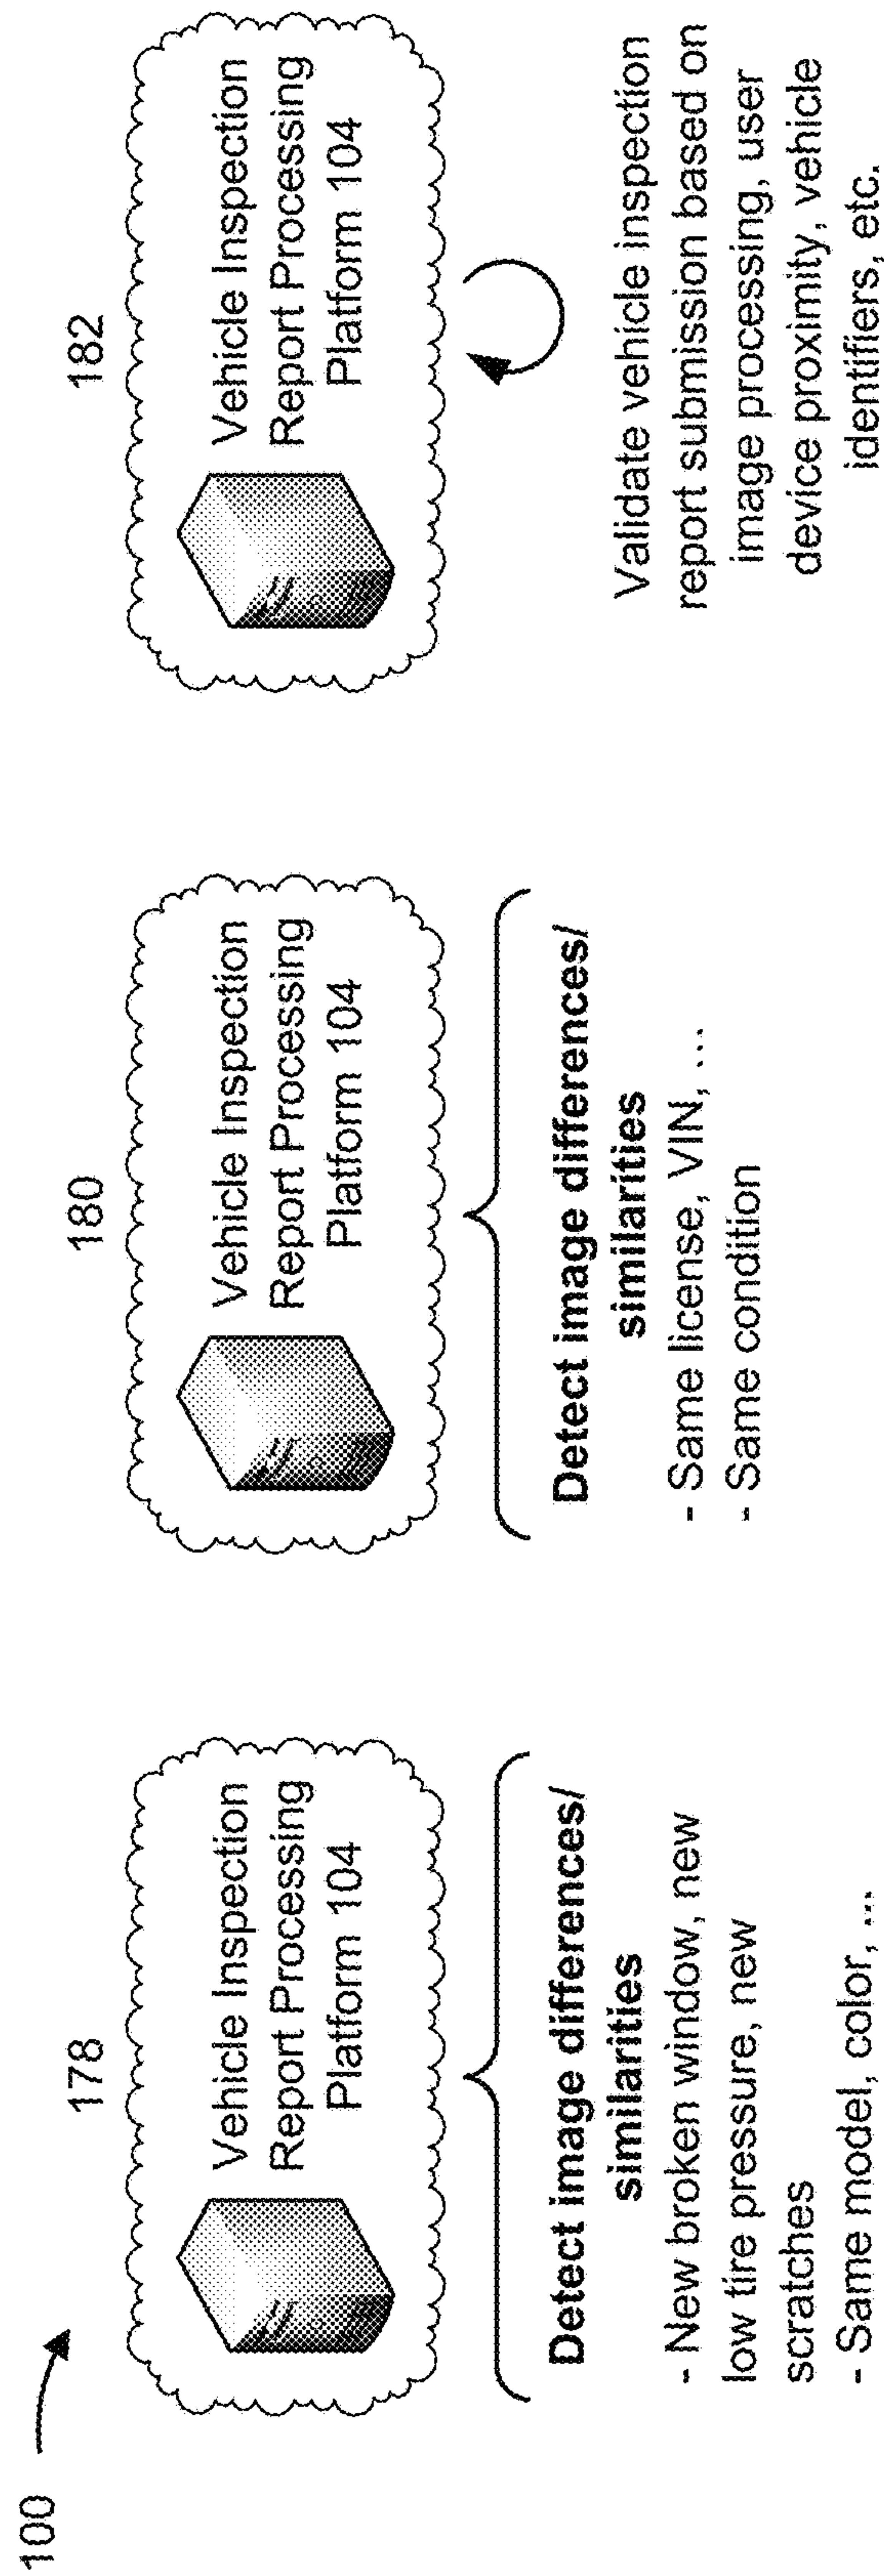 100
178
Vehicle Inspection
Report Processing
Platform 104
Detect image differences/
similarities
- New broken window, new
low tire pressure, new
scratches
- Same model, color, ...
180
Vehicle Inspection
Report Processing
Platform 104
Detect image differences/
similarities
- Same license, VIN, ...
- Same condition
182
Vehicle Inspection
Report Processing
Platform 104
Validate vehicle inspection
report submission based on
image processing, user
device proximity, vehicle
identifiers, etc.